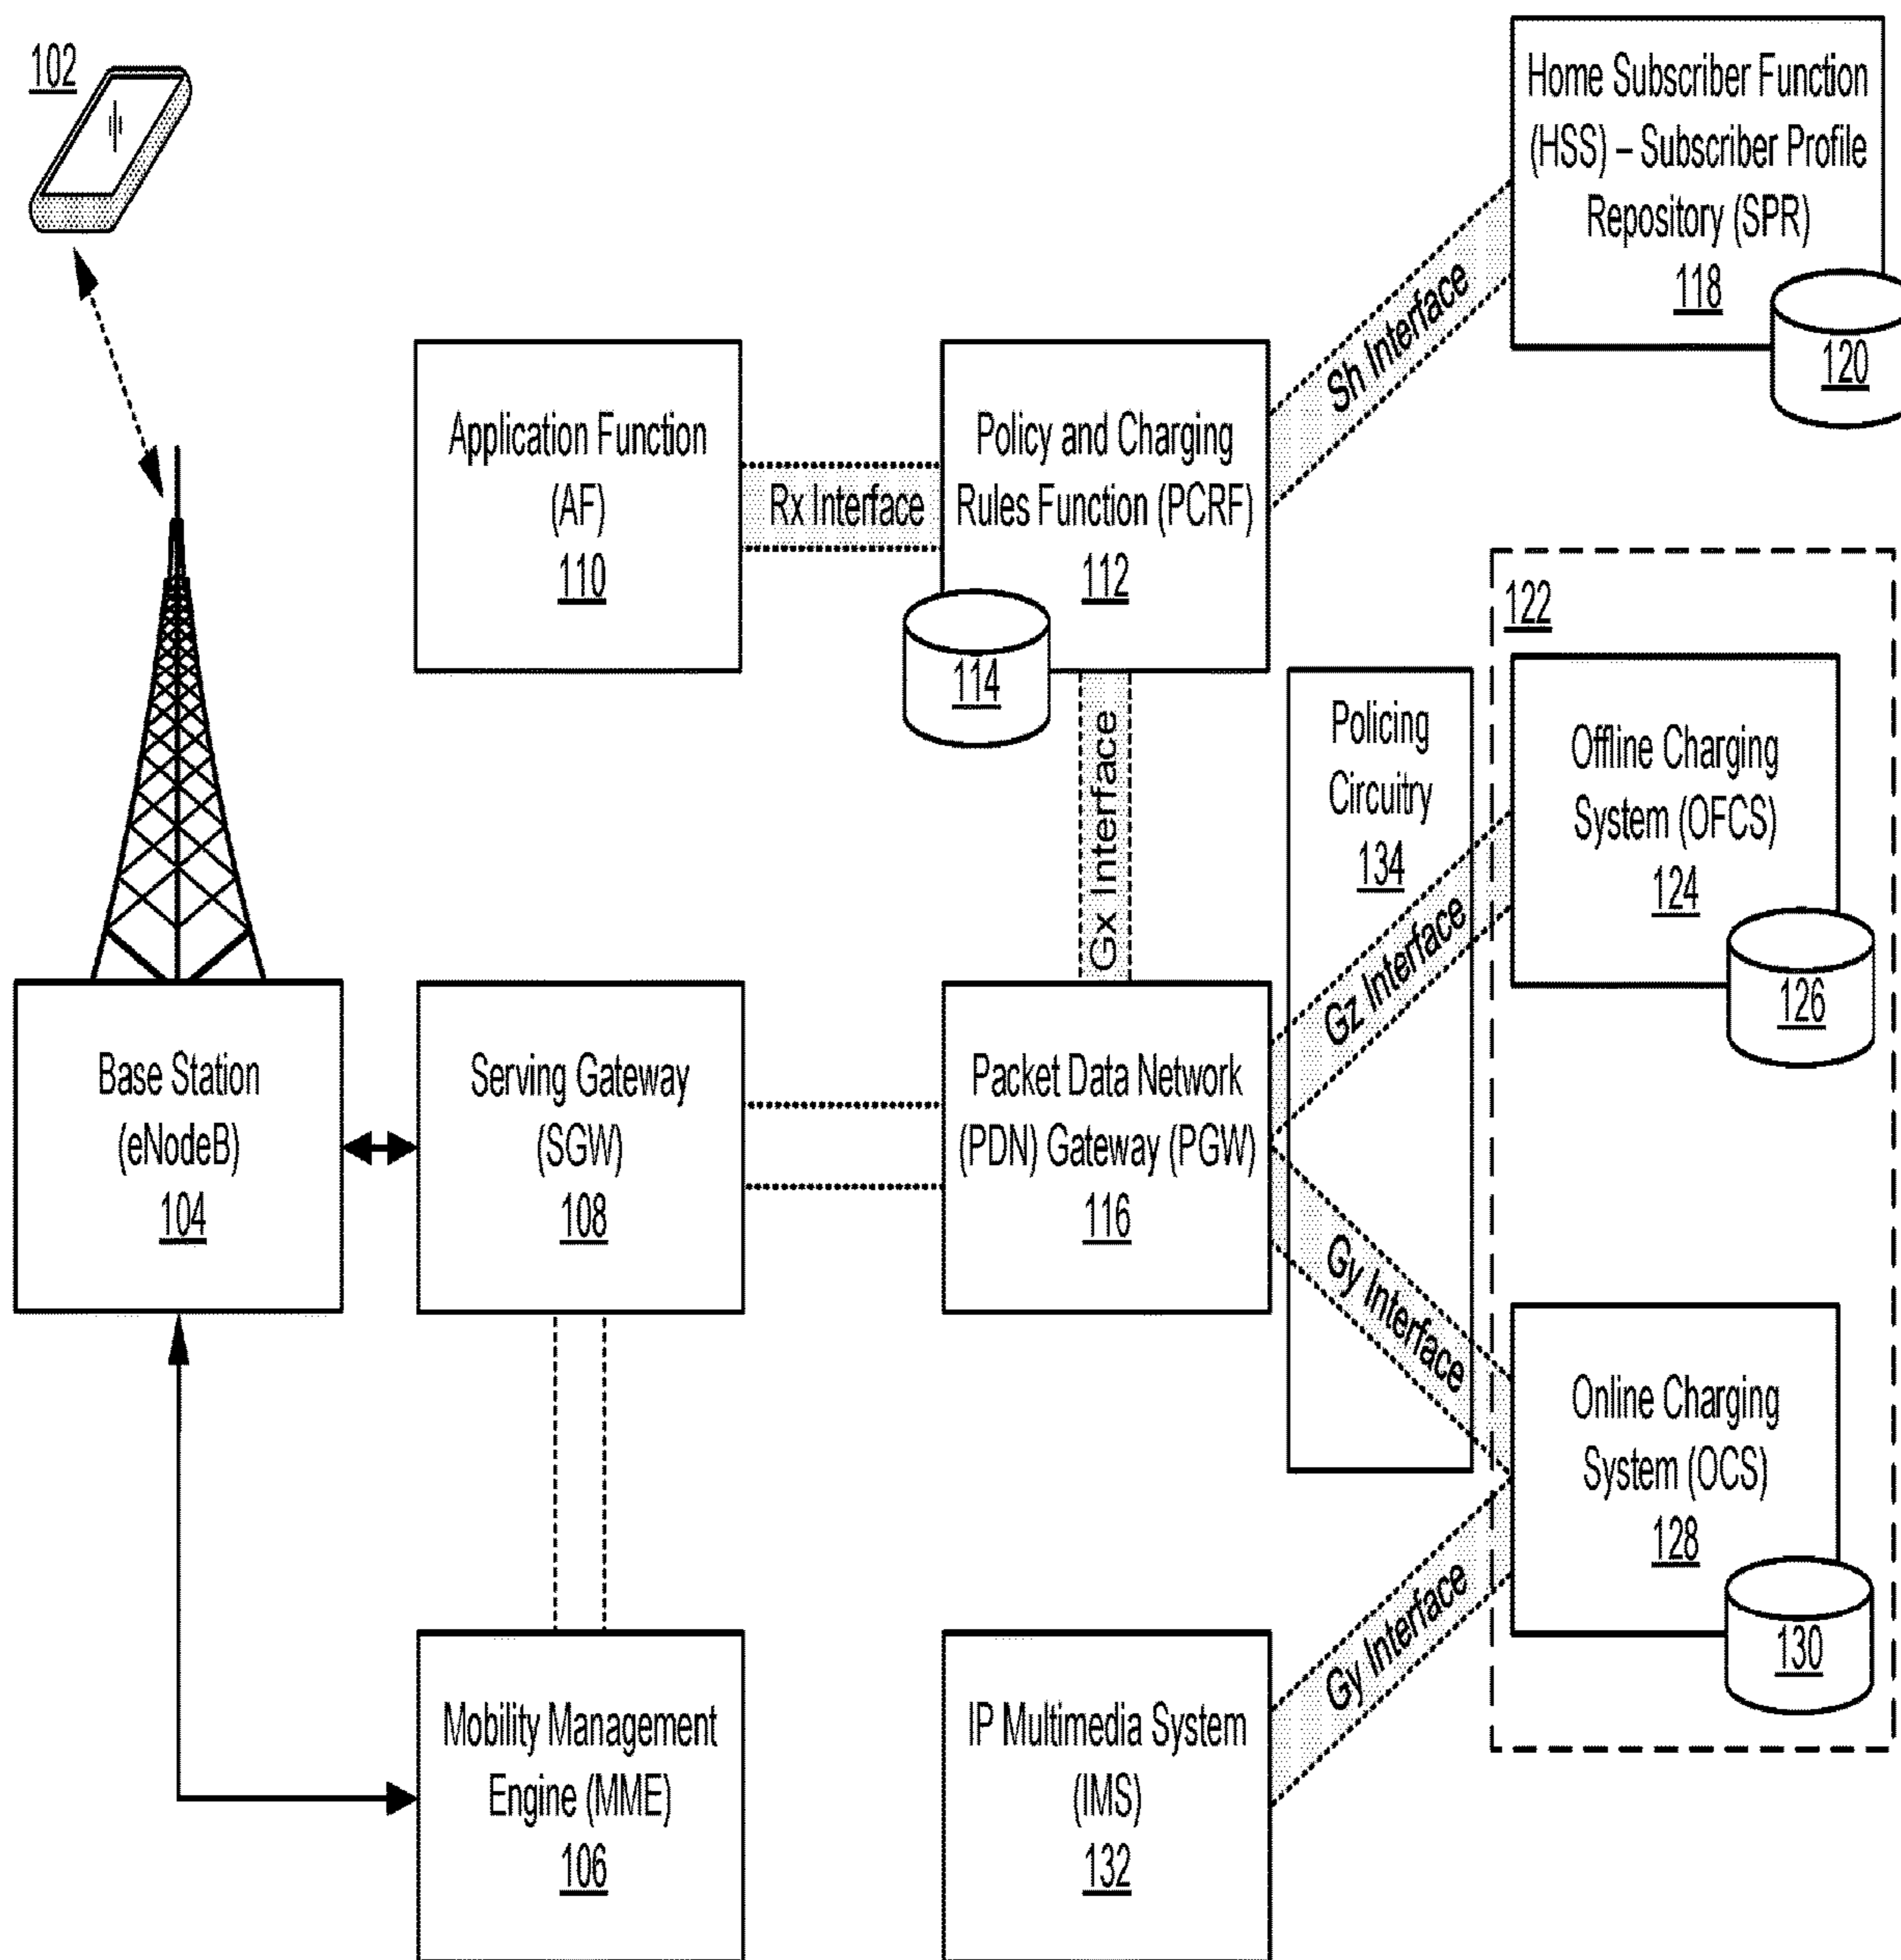 102
Home Subscriber Function
(HSS) – Subscriber Profile
Repository (SPR)
118
120
Sh Interface
Application Function
(AF)
110
Rx Interface
Policy and Charging
Rules Function (PCRF)
112
114
Gx Interface
Policing
Circuitry
134
122
Offline Charging
System (OFCS)
124
126
Gz Interface
Base Station
(eNodeB)
104
Serving Gateway
(SGW)
108
Packet Data Network
(PDN) Gateway (PGW)
116
Gy Interface
Online Charging
System (OCS)
128
130
Gy Interface
Mobility Management
Engine (MME)
106
IP Multimedia System
(IMS)
132